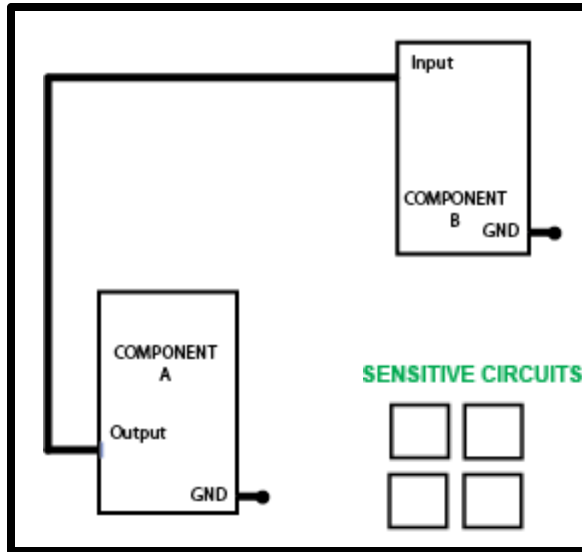 Input
COMPONENT
B
GND
COMPONENT
A
Output
GND
SENSITIVE CIRCUITS